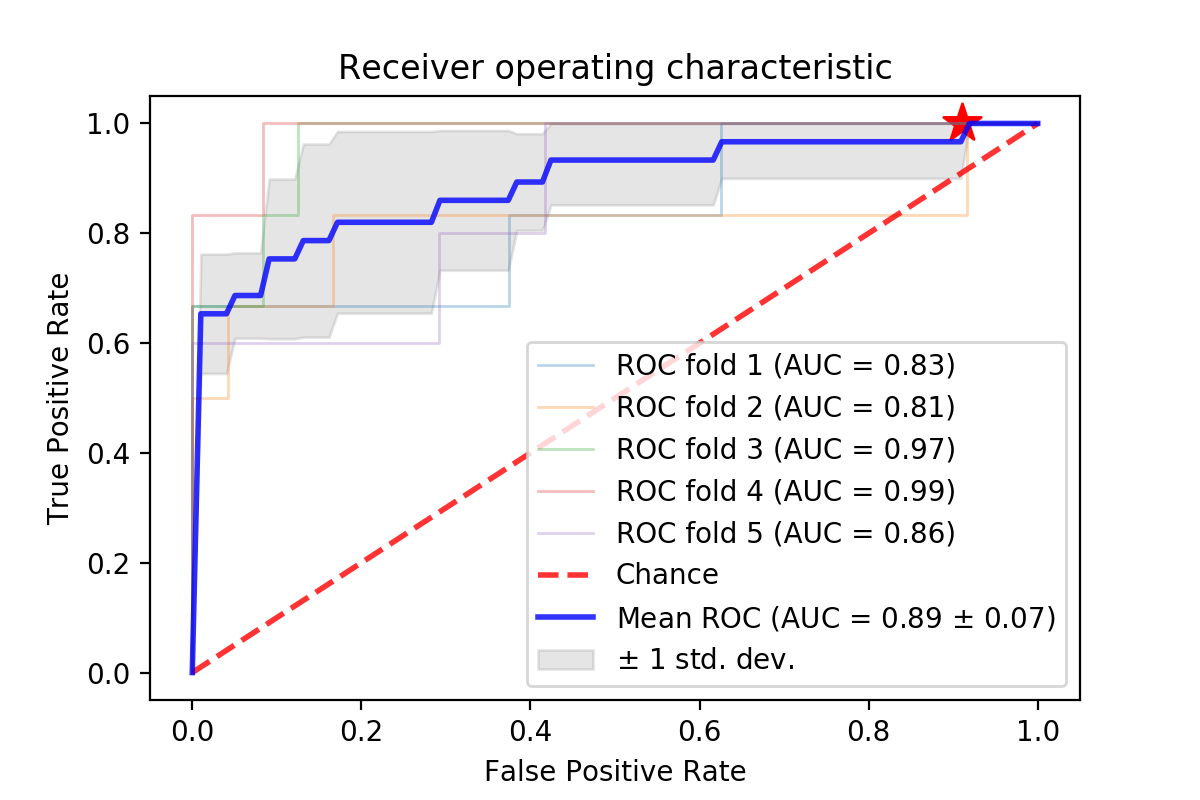 Receiver operating characteristic
1.0
0.8
0.6
0.4
0.2
0.0
True Positive Rate
ROC fold 1 (AUC = 0.83)
ROC fold 2 (AUC = 0.81)
ROC fold 3 (AUC = 0.97)
ROC fold 4 (AUC = 0.99)
ROC fold 5 (AUC = 0.86)
Chance
Mean ROC (AUC = 0.89 ± 0.07)
± 1 std. dev.
0.0 0.2 0.4 0.6 0.8 1.0
False Positive Rate